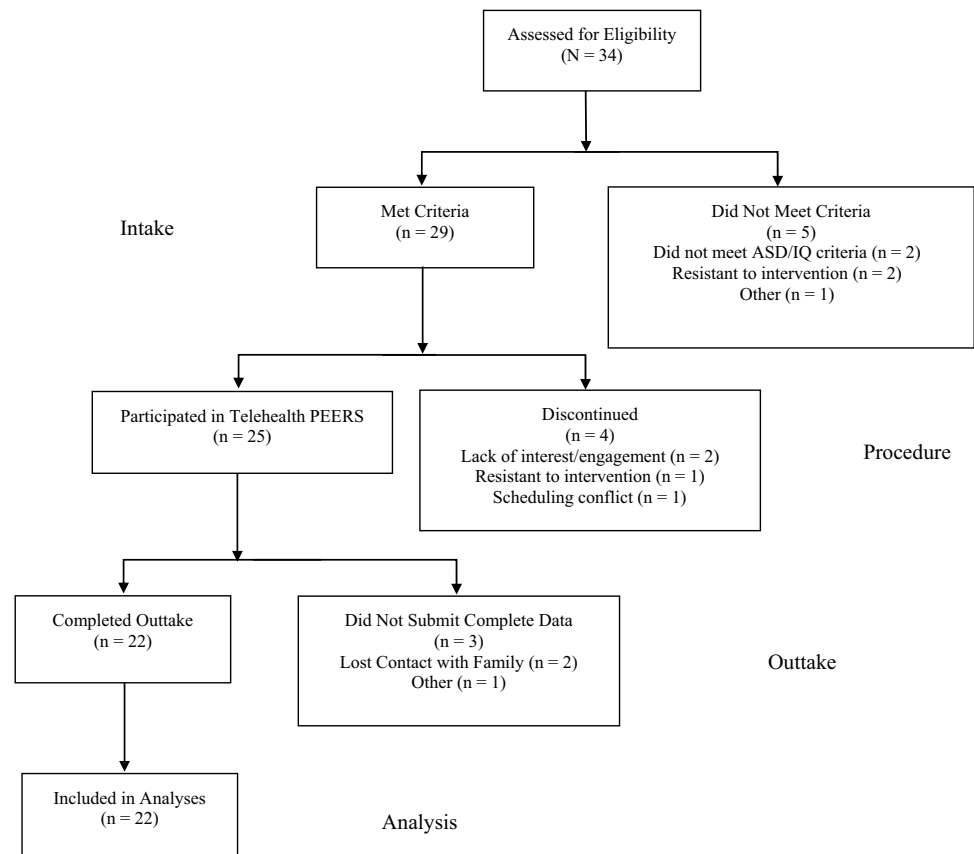 Assessed for Eligibility
(N = 34)
Intake
Met Criteria
(n = 29)
Did Not Meet Criteria
(n = 5)
Did not meet ASD/IQ criteria (n = 2)
Resistant to intervention (n = 2)
Other (n = 1)
Participated in Telehealth PEERS
(n = 25)
Discontinued
(n = 4)
Lack of interest/engagement (n = 2)
Resistant to intervention (n = 1)
Scheduling conflict (n = 1)
Procedure
Completed Outtake
(n = 22)
Did Not Submit Complete Data
(n = 3)
Lost Contact with Family (n = 2)
Other (n = 1)
Outtake
Included in Analyses
(n = 22)
Analysis